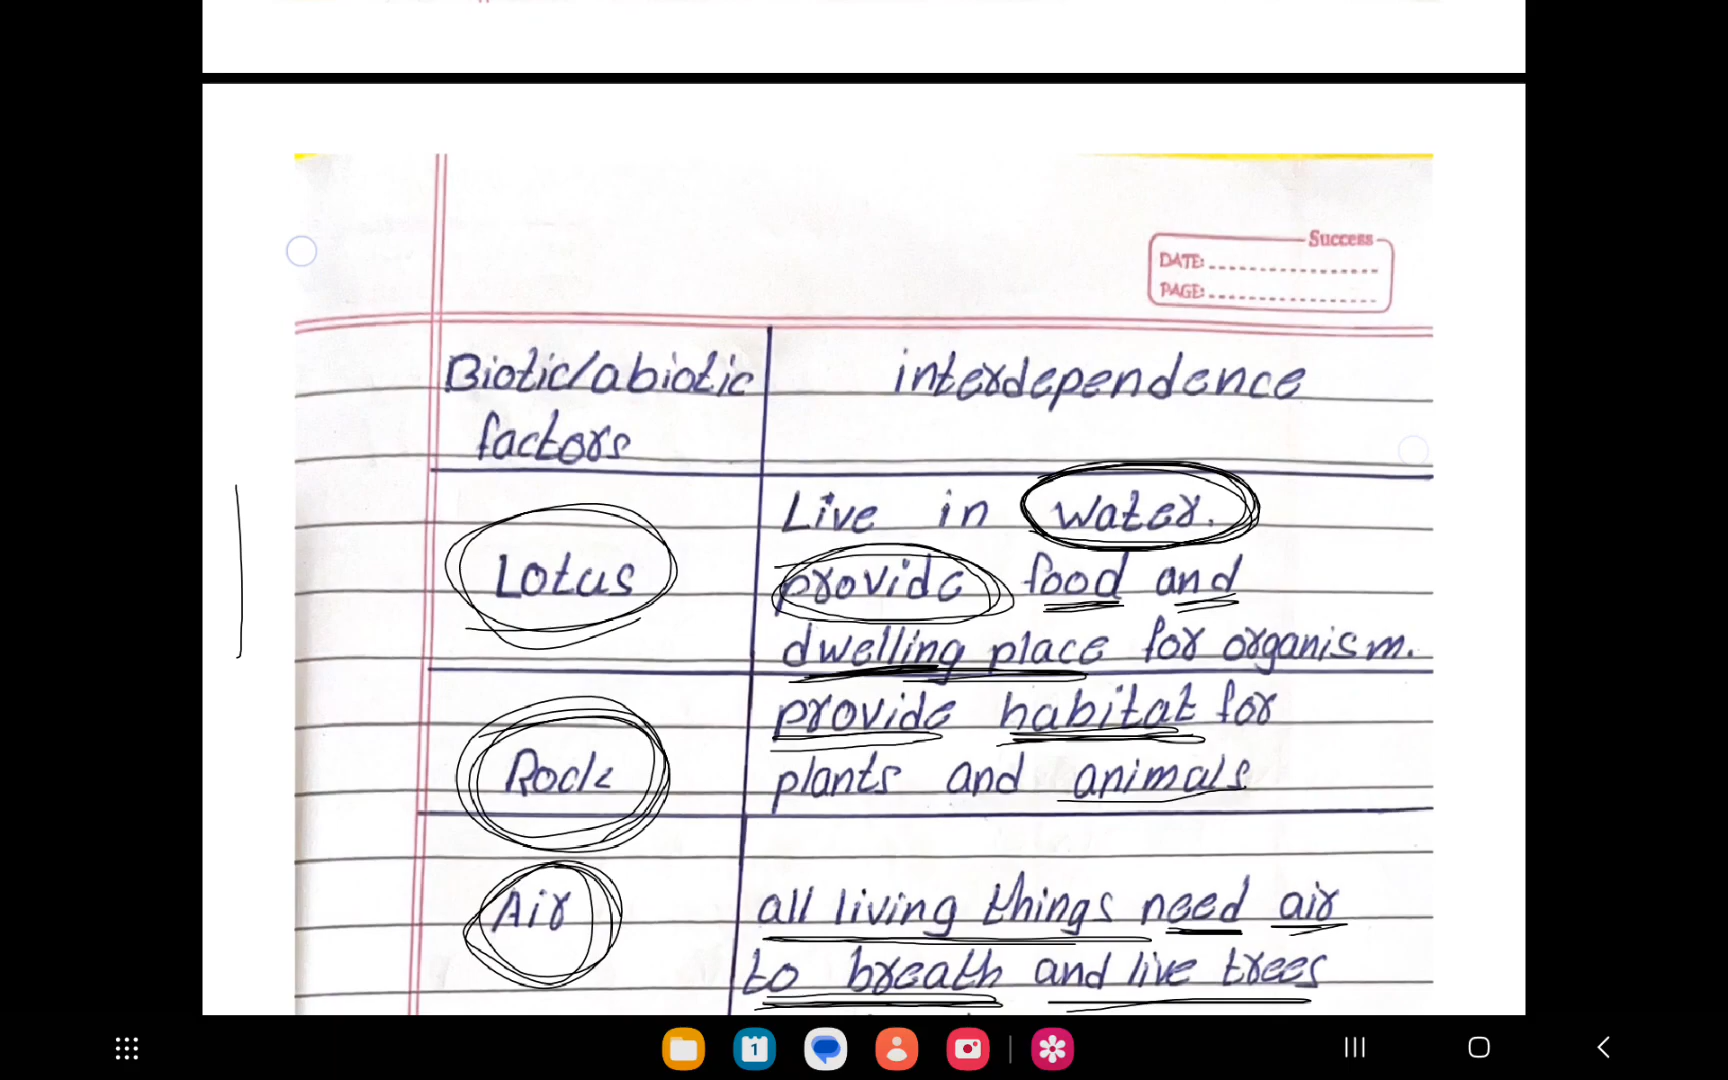 Success
DATE:
PAGE:
Biotic/abiotic
factors
interdependence
Lotus
Live in water.
provide food and
dwelling place for organism.
Rock
provide habitat for
plants and animals
Air
all living things need air
to breath and live trees
1